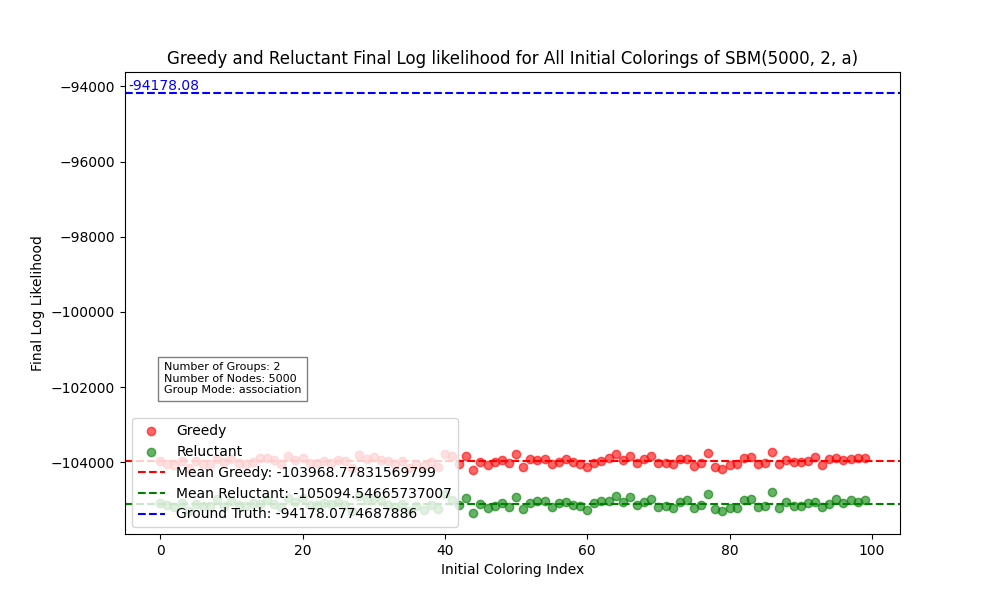 Greedy and Reluctant Final Log likelihood for All Initial Colorings of SBM(5000, 2, a)
−94000
−96000
−98000
−100000
−102000
−104000
Final Log Likelihood
-94178.08
Number of Groups: 2
Number of Nodes: 5000
Group Mode: association
Greedy
Reluctant
Mean Greedy: -103968.77831569799
Mean Reluctant: -105094.54665737007
Ground Truth: -94178.0774687886
0 20 40 60 80 100
Initial Coloring Index